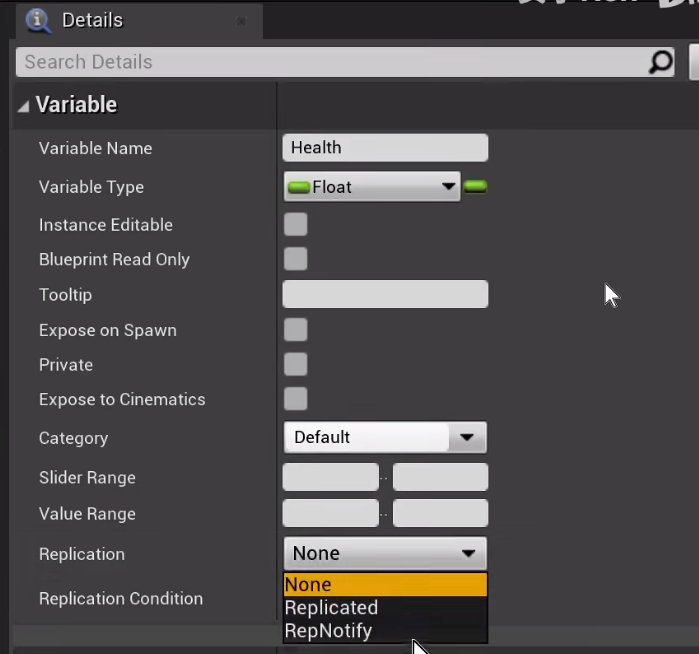 Details
Search Details
Variable
Variable Name Health
Variable Type Float
Instance Editable
Blueprint Read Only
Tooltip
Expose on Spawn
Private
Expose to Cinematics
Category Default
Slider Range ..
Value Range ..
Replication None
None
Replicated
Replication Condition
RepNotify